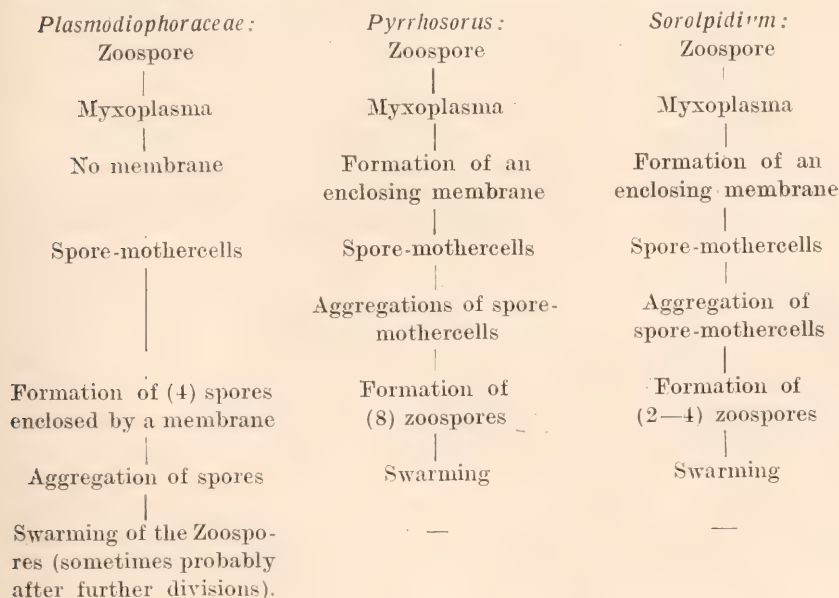 Plasmodiophoraceae:
Zoospore
Myxoplasma
No membrane
Spore-mothercells
Formation of (4) spores
enclosed by a membrane
Aggregation of spores
Swarming of the Zoospo-
res (sometimes probably
after further divisions).
Pyrrhosorus:
Zoospore
Myxoplasma
Formation of an
enclosing membrane
Spore-mothercells
Aggregations of spore-
mothercells
Formation of
(8) zoospores
Swarming
—
Sorolpidium:
Zoospore
Myxoplasma
Formation of an
enclosing membrane
Spore-mothercells
Aggregation of
spore-mothercells
Formation of
(2—4) zoospores
Swarming
—